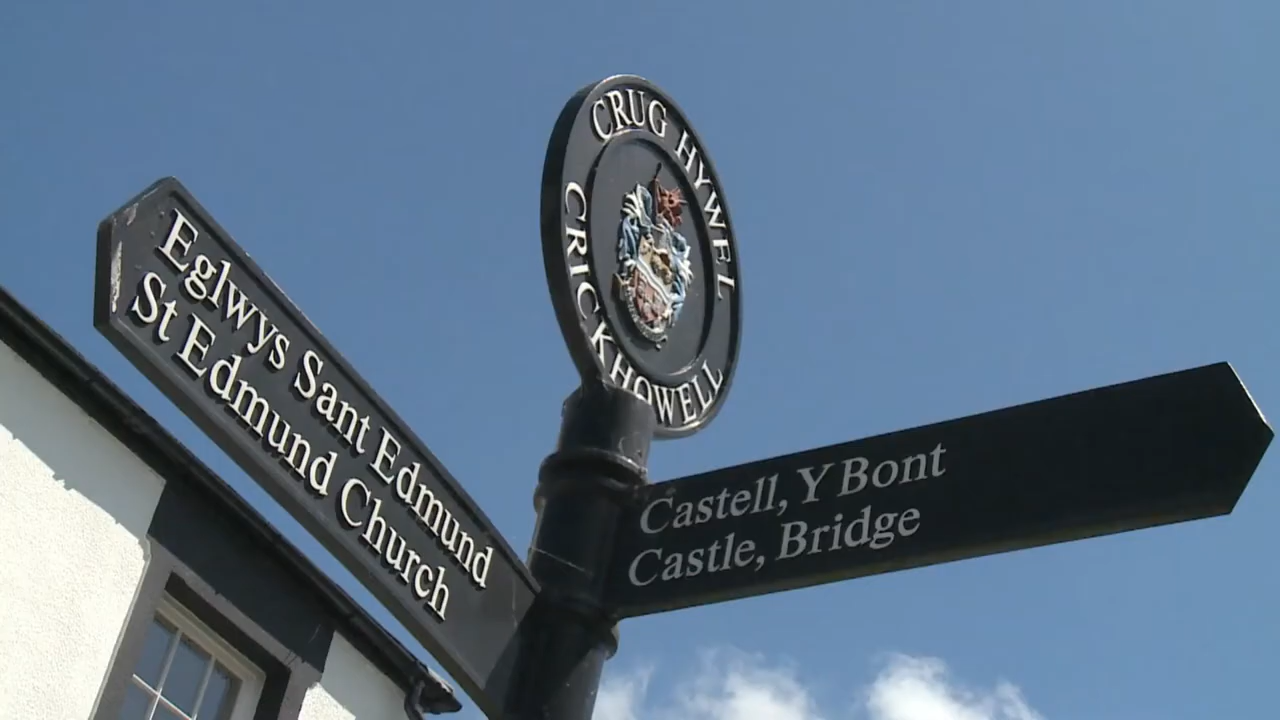 CRUG HYWEL
CRICKHOWELL
Eglwys Sant Edmund
St Edmund Church
Castell, Y Bont
Castle, Bridge